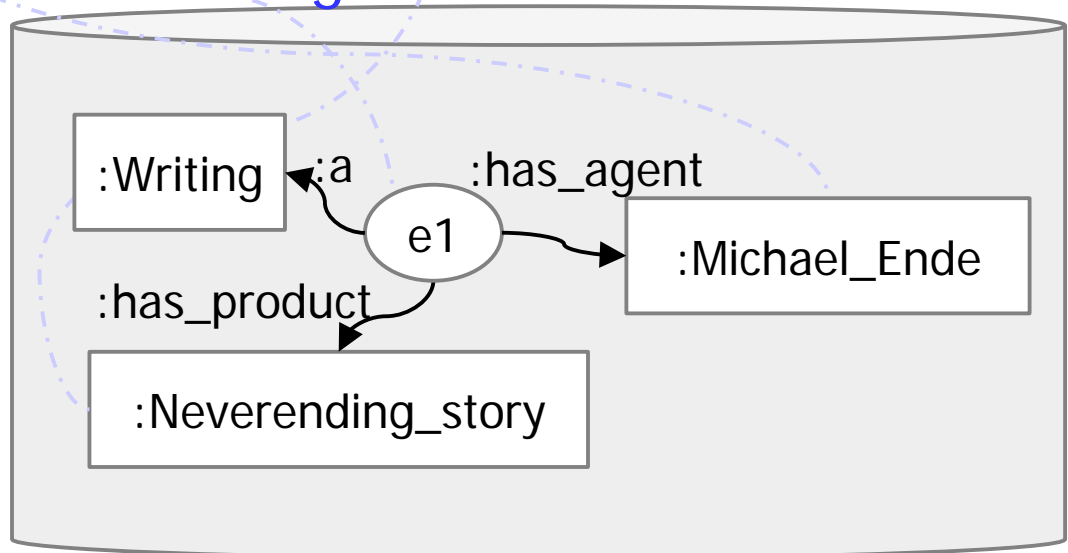 g
:Writing
:a
:has_agent
e1
:Michael_Ende
:has_product
:Neverending_story